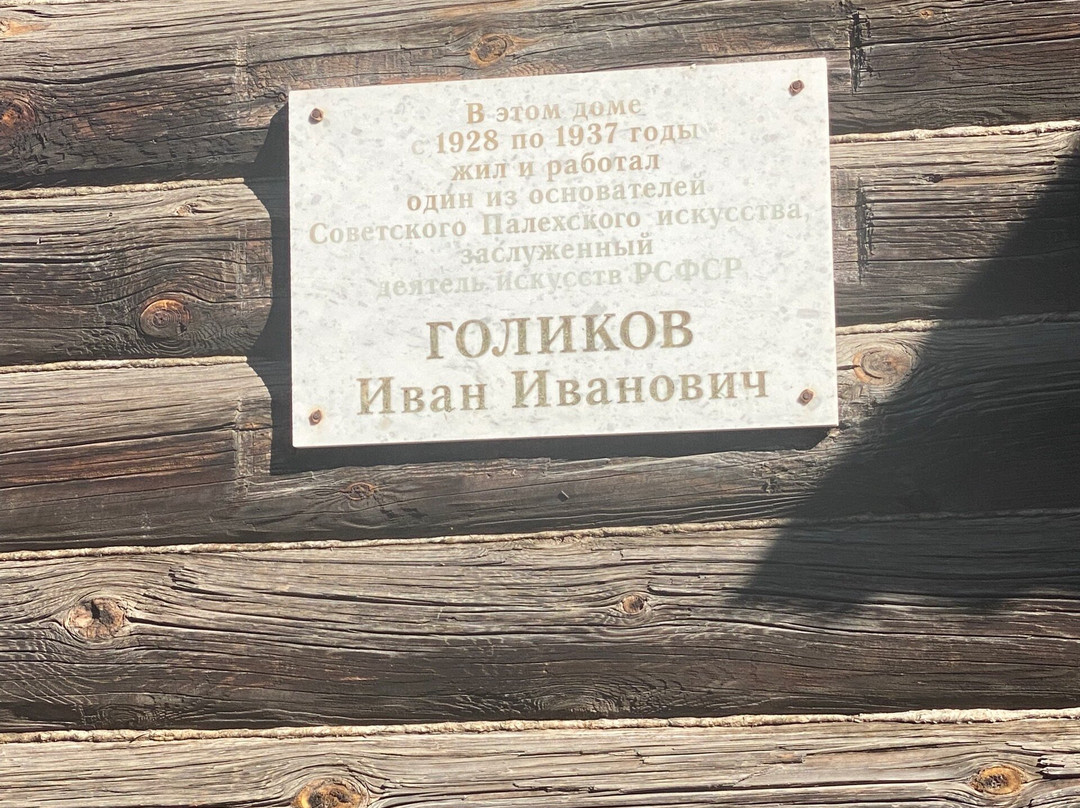 В этом доме
с 1928 по 1937 годы
жил и работал
один из основателей
Советского Палехского искусства,
заслуженный
деятель искусств РСФСР
ГОЛИКОВ
Иван Иванович